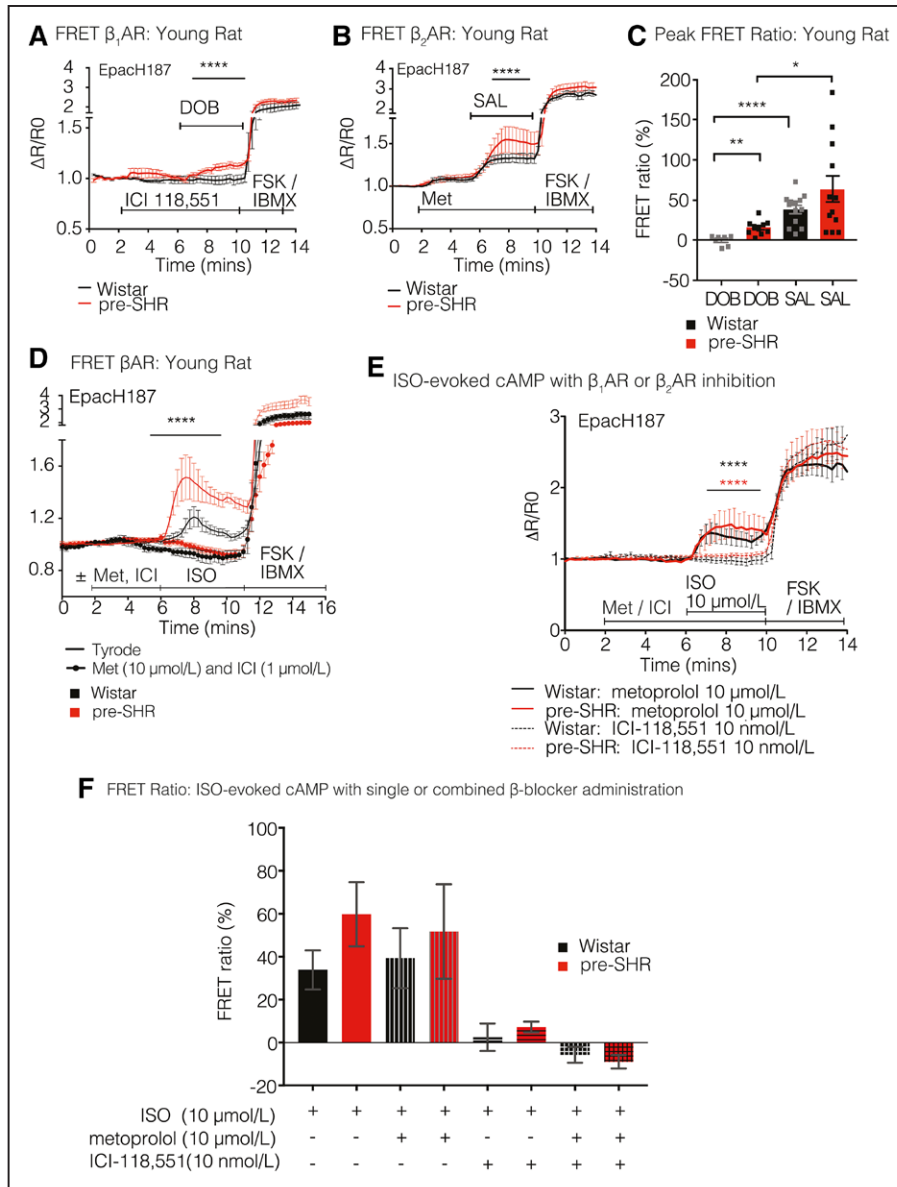 A FRET β₁AR: Young Rat
EpacH187
****
DOB
ΔR/R0
4
3
2
1.5
1.0
0.5
ICI 118,551
FSK /
IBMX
0 2 4 6 8 10 12 14
Time (mins)
Wistar
pre-SHR
B FRET β₂AR: Young Rat
EpacH187
****
SAL
ΔR/R0
4
3
2
1.5
1.0
0.5
Met
FSK /
IBMX
0 2 4 6 8 10 12 14
Time (mins)
Wistar
pre-SHR
C Peak FRET Ratio: Young Rat
*
****
**
FRET ratio (%)
200
150
100
50
0
-50
DOB DOB SAL SAL
Wistar
pre-SHR
D FRET βAR: Young Rat
EpacH187
****
ΔR/R0
4
3
2
1.6
1.2
0.8
± Met, ICI
ISO
FSK /
IBMX
0 2 4 6 8 10 12 14 16
Time (mins)
Tyrode
Met (10 µmol/L) and ICI (1 µmol/L)
Wistar
pre-SHR
E ISO-evoked cAMP with β₁AR or β₂AR inhibition
EpacH187
****
****
ΔR/R0
3
2
1
0
Met / ICI
ISO
10 µmol/L
FSK
/ IBMX
0 2 4 6 8 10 12 14
Time (mins)
Wistar: metoprolol 10 µmol/L
pre-SHR: metoprolol 10 µmol/L
Wistar: ICI-118,551 10 nmol/L
pre-SHR: ICI-118,551 10 nmol/L
F FRET Ratio: ISO-evoked cAMP with single or combined β-blocker administration
FRET ratio (%)
100
80
60
40
20
0
-20
Wistar
pre-SHR
ISO (10 µmol/L) + + + + + + + +
metoprolol (10 µmol/L) - - + + - - + +
ICI-118,551(10 nmol/L) - - - - + + + +